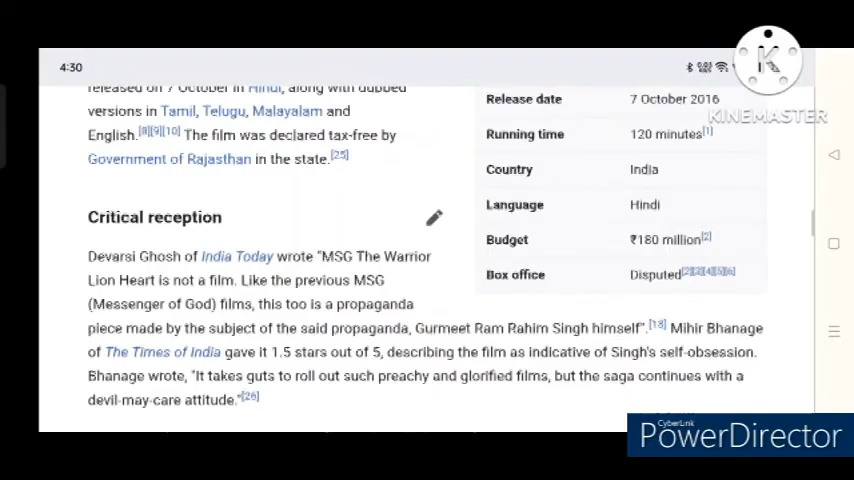 4:30
released on 7 October in Hindi, along with dubbed
versions in Tamil, Telugu, Malayalam and
English.[8][9][10] The film was declared tax-free by
Government of Rajasthan in the state.[25]
Release date 7 October 2016
Running time 120 minutes[1]
Country India
Language Hindi
Budget ₹180 million[2]
Box office Disputed[2][3][4][5][6]
Critical reception
Devarsi Ghosh of India Today wrote "MSG The Warrior
Lion Heart is not a film. Like the previous MSG
(Messenger of God) films, this too is a propaganda
piece made by the subject of the said propaganda, Gurmeet Ram Rahim Singh himself".[18] Mihir Bhanage
of The Times of India gave it 1.5 stars out of 5, describing the film as indicative of Singh's self-obsession.
Bhanage wrote, "It takes guts to roll out such preachy and glorified films, but the saga continues with a
devil-may-care attitude."[26]
K
KINEMASTER
CyberLink
PowerDirector